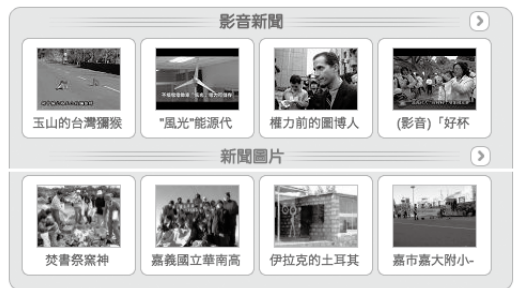 影音新聞
玉山的台灣獼猴
"風光"能源代
權力前的圖博人
(影音)「好杯
新聞圖片
焚書祭窯神
嘉義國立華南高
伊拉克的土耳其
嘉市嘉大附小-